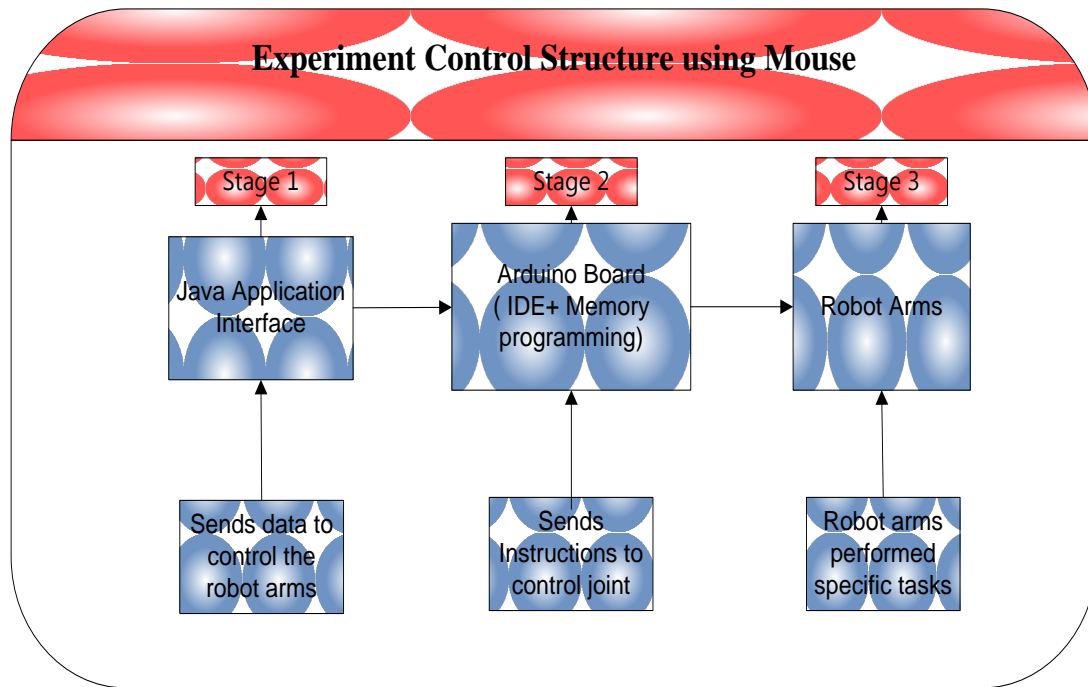 Experiment Control Structure using Mouse
Stage 1
Stage 2
Stage 3
Java Application
Interface
Arduino Board
( IDE+ Memory
programming)
Robot Arms
Sends data to
control the
robot arms
Sends
Instructions to
control joint
Robot arms
performed
specific tasks